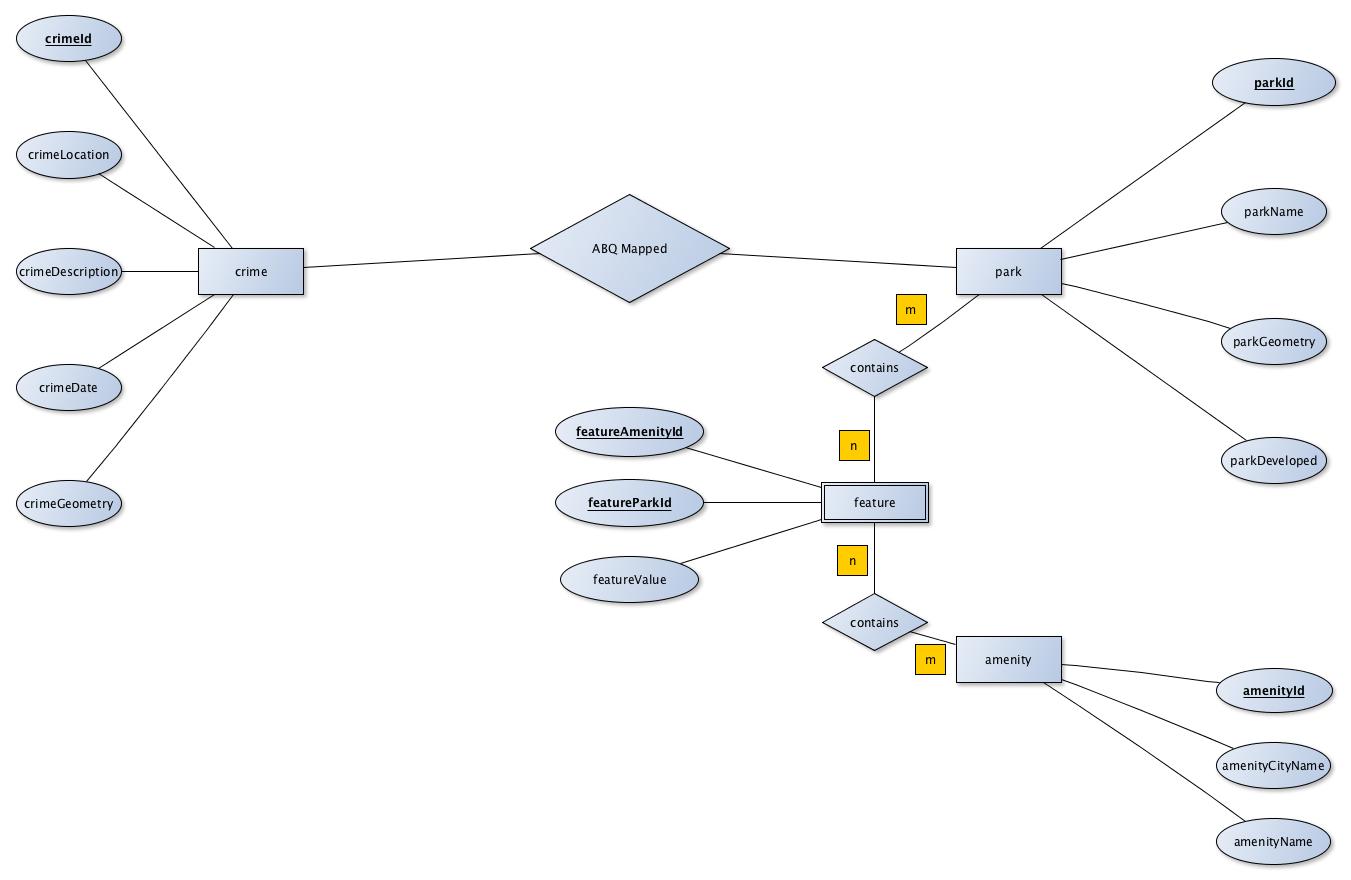 crimeId
parkId
crimeLocation
parkName
ABQ Mapped
crimeDescription
crime
park
m
parkGeometry
contains
crimeDate
featureAmenityId
n
parkDeveloped
crimeGeometry
featureParkId
feature
n
featureValue
contains
m
amenity
amenityId
amenityCityName
amenityName